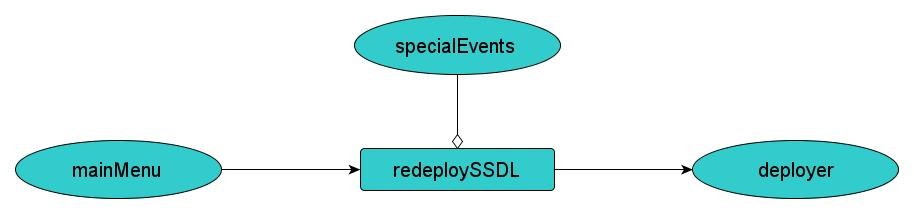 specialEvents
mainMenu
redeploySSDL
deployer